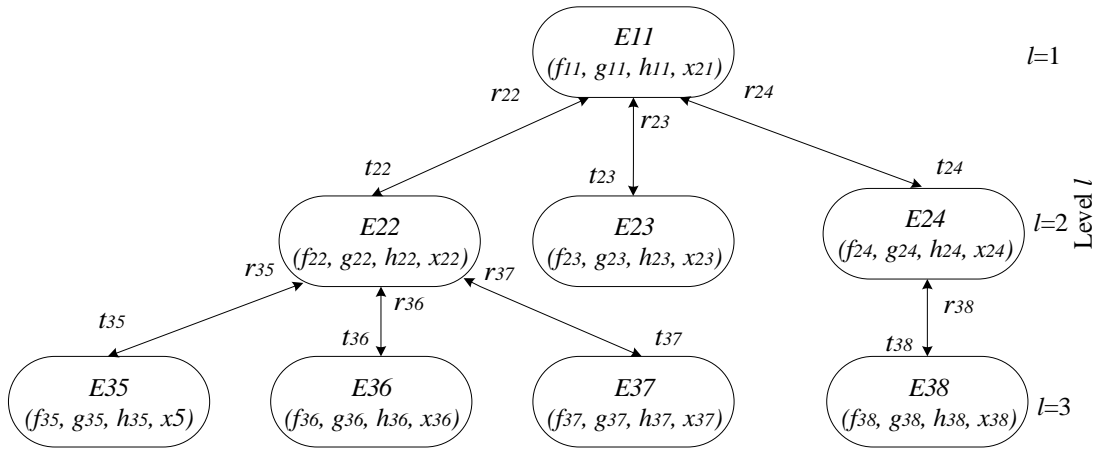 E11
(f11, g11, h11, x21)
l=1
r22
r23
r24
t22
t23
t24
E22
(f22, g22, h22, x22)
E23
(f23, g23, h23, x23)
E24
(f24, g24, h24, x24)
l=2
Level l
r35
r36
r37
r38
t35
t36
t37
t38
E35
(f35, g35, h35, x5)
E36
(f36, g36, h36, x36)
E37
(f37, g37, h37, x37)
E38
(f38, g38, h38, x38)
l=3